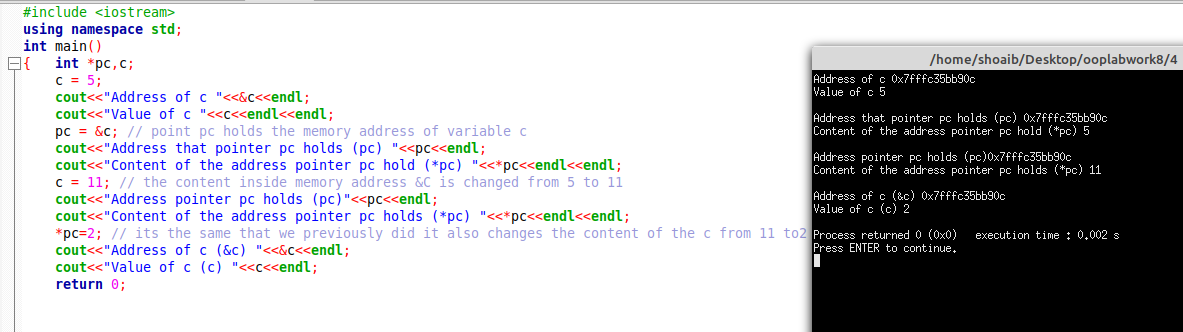 #include <iostream>
using namespace std;
int main()
{   int *pc,c;
    c = 5;
    cout<<"Address of c "<<&c<<endl;
    cout<<"Value of c "<<c<<endl<<endl;
    pc = &c; // point pc holds the memory address of variable c
    cout<<"Address that pointer pc holds (pc) "<<pc<<endl;
    cout<<"Content of the address pointer pc hold (*pc) "<<*pc<<endl<<endl;
    c = 11; // the content inside memory address &C is changed from 5 to 11
    cout<<"Address pointer pc holds (pc)"<<pc<<endl;
    cout<<"Content of the address pointer pc holds (*pc) "<<*pc<<endl<<endl;
    *pc=2; // its the same that we previously did it also changes the content of the c from 11 to2
    cout<<"Address of c (&c) "<<&c<<endl;
    cout<<"Value of c (c) "<<c<<endl;
    return 0;
/home/shoaib/Desktop/ooplabwork8/4
Address of c 0x7fffc35bb90c
Value of c 5
Address that pointer pc holds (pc) 0x7fffc35bb90c
Content of the address pointer pc hold (*pc) 5
Address pointer pc holds (pc)0x7fffc35bb90c
Content of the address pointer pc holds (*pc) 11
Address of c (&c) 0x7fffc35bb90c
Value of c (c) 2
Process returned 0 (0x0)   execution time : 0.002 s
Press ENTER to continue.